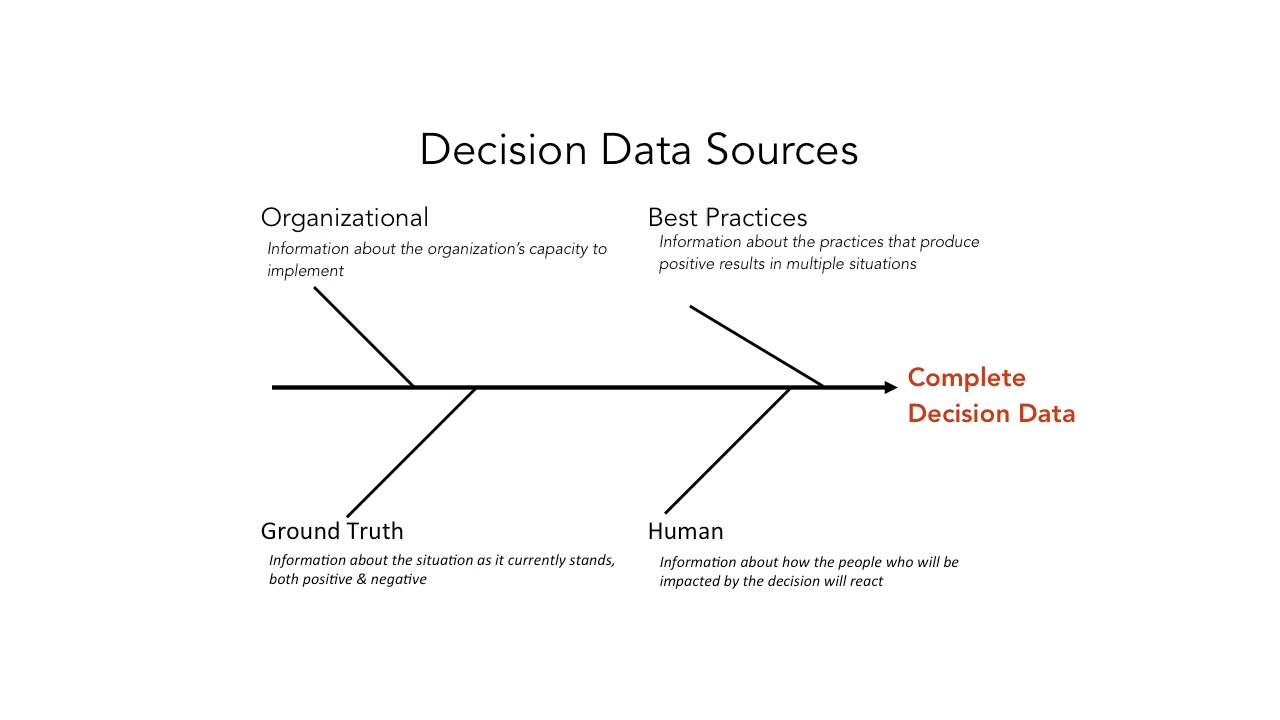 Decision Data Sources
Organizational
Information about the organization’s capacity to
implement
Best Practices
Information about the practices that produce
positive results in multiple situations
Complete
Decision Data
Ground Truth
Information about the situation as it currently stands,
both positive & negative
Human
Information about how the people who will be
impacted by the decision will react